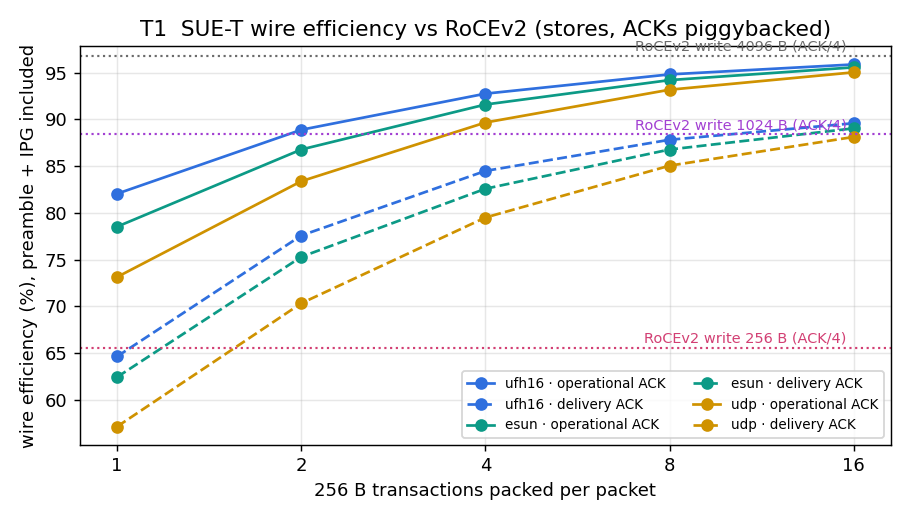 T1  SUE-T wire efficiency vs RoCEv2 (stores, ACKs piggybacked)
wire efficiency (%), preamble + IPG included
95
90
85
80
75
70
65
60
RoCEv2 write 4096 B (ACK/4)
RoCEv2 write 1024 B (ACK/4)
RoCEv2 write 256 B (ACK/4)
ufh16 · operational ACK
ufh16 · delivery ACK
esun · operational ACK
esun · delivery ACK
udp · operational ACK
udp · delivery ACK
1 2 4 8 16
256 B transactions packed per packet